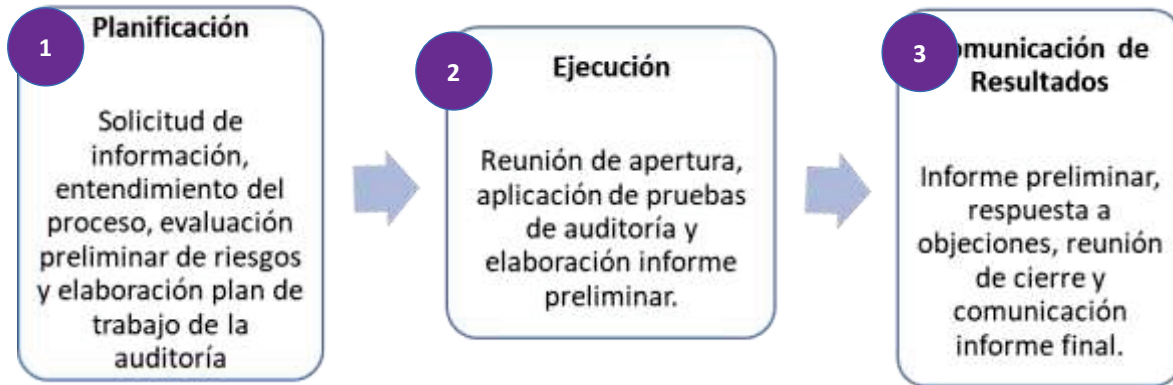 1
Planificación
Solicitud de
información,
entendimiento del
proceso, evaluación
preliminar de riesgos
y elaboración plan de
trabajo de la
auditoría
2
Ejecución
Reunión de apertura,
aplicación de pruebas
de auditoría y
elaboración informe
preliminar.
3
omunicación de
Resultados
Informe preliminar,
respuesta a
objeciones, reunión
de cierre y
comunicación
informe final.